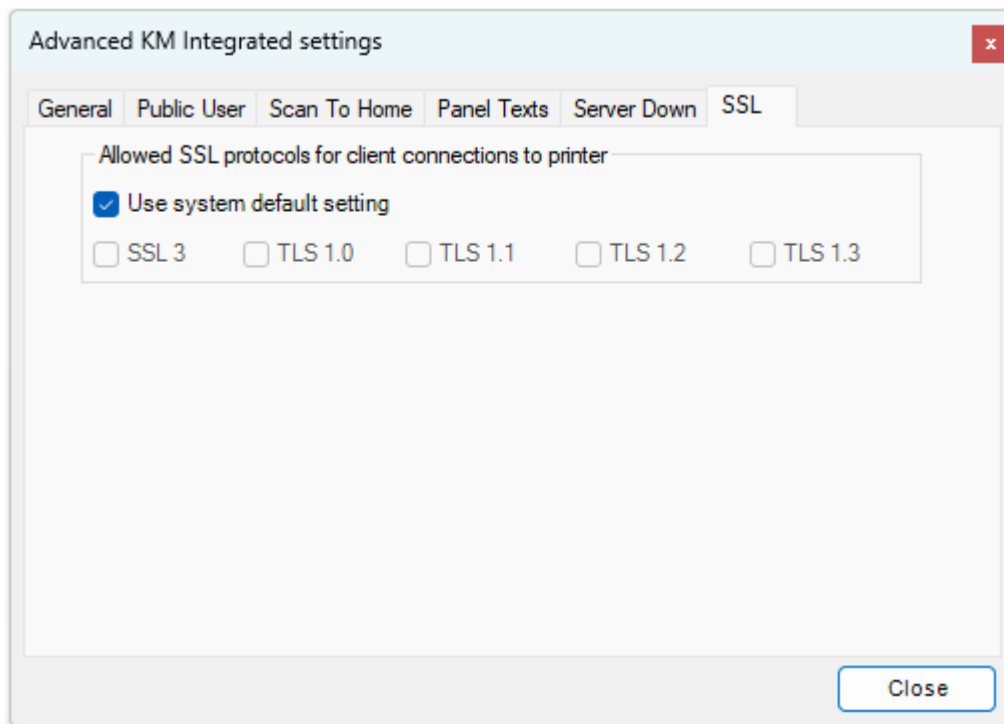 Advanced KM Integrated settings
x
General Public User Scan To Home Panel Texts Server Down SSL
Allowed SSL protocols for client connections to printer
Use system default setting
SSL 3 TLS 1.0 TLS 1.1 TLS 1.2 TLS 1.3
Close